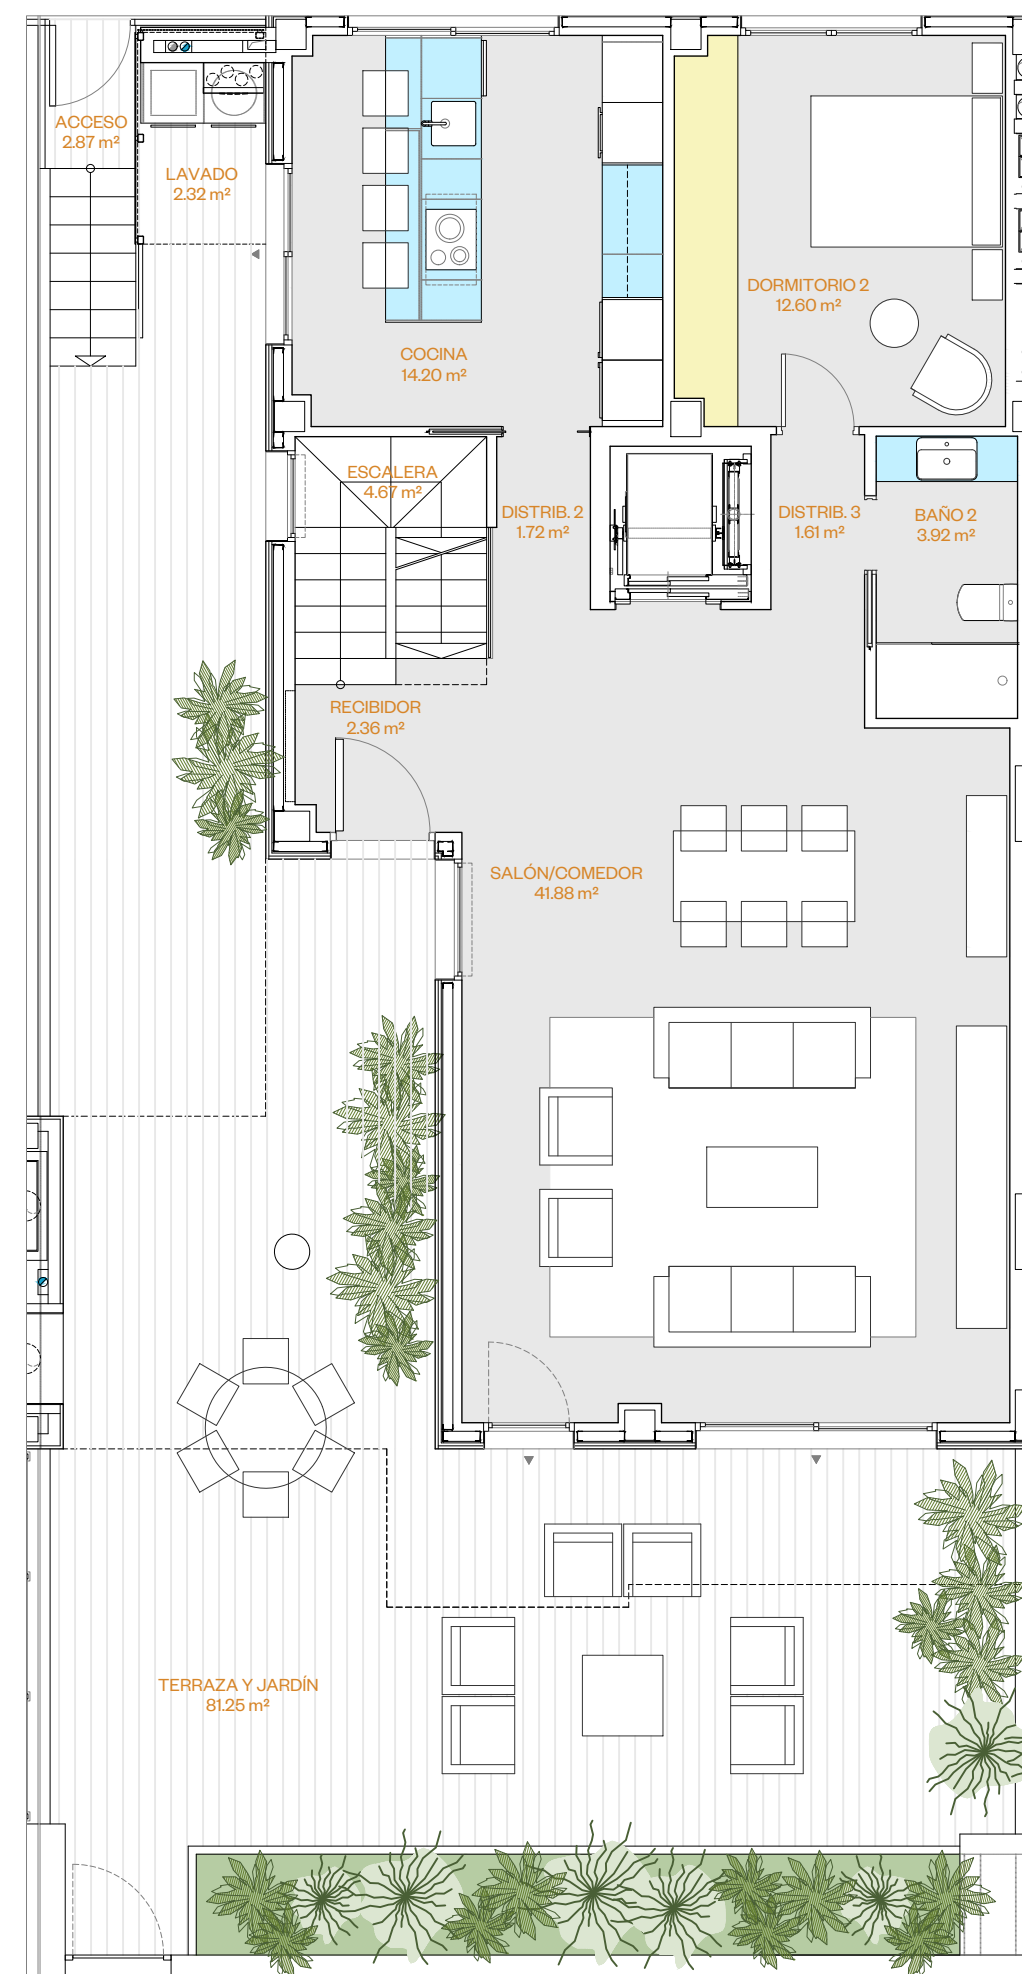 ACCESO
2.87 m²
LAVADO
2.32 m²
DORMITORIO 2
12.60 m²
COCINA
14.20 m²
ESCALERA
4.67 m²
DISTRIB. 2
1.72 m²
DISTRIB. 3
1.61 m²
BAÑO 2
3.92 m²
RECIBIDOR
2.36 m²
SALÓN/COMEDOR
41.88 m²
TERRAZA Y JARDÍN
81.25 m²